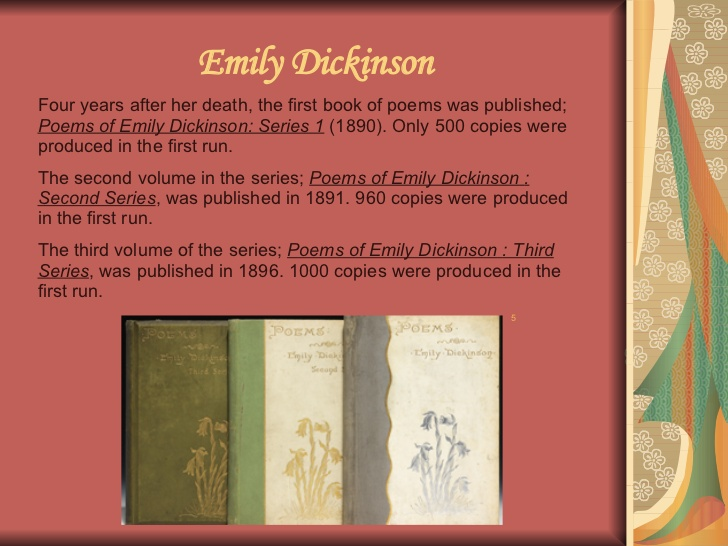 Emily Dickinson
Four years after her death, the first book of poems was published;
Poems of Emily Dickinson: Series 1 (1890). Only 500 copies were
produced in the first run.
The second volume in the series; Poems of Emily Dickinson :
Second Series, was published in 1891. 960 copies were produced
in the first run.
The third volume of the series; Poems of Emily Dickinson : Third
Series, was published in 1896. 1000 copies were produced in the
first run.
5
POEMS
Emily Dickin
Third Seri
POEMS
Emily Dickin
Second S
POEMS
Emily Dickinson